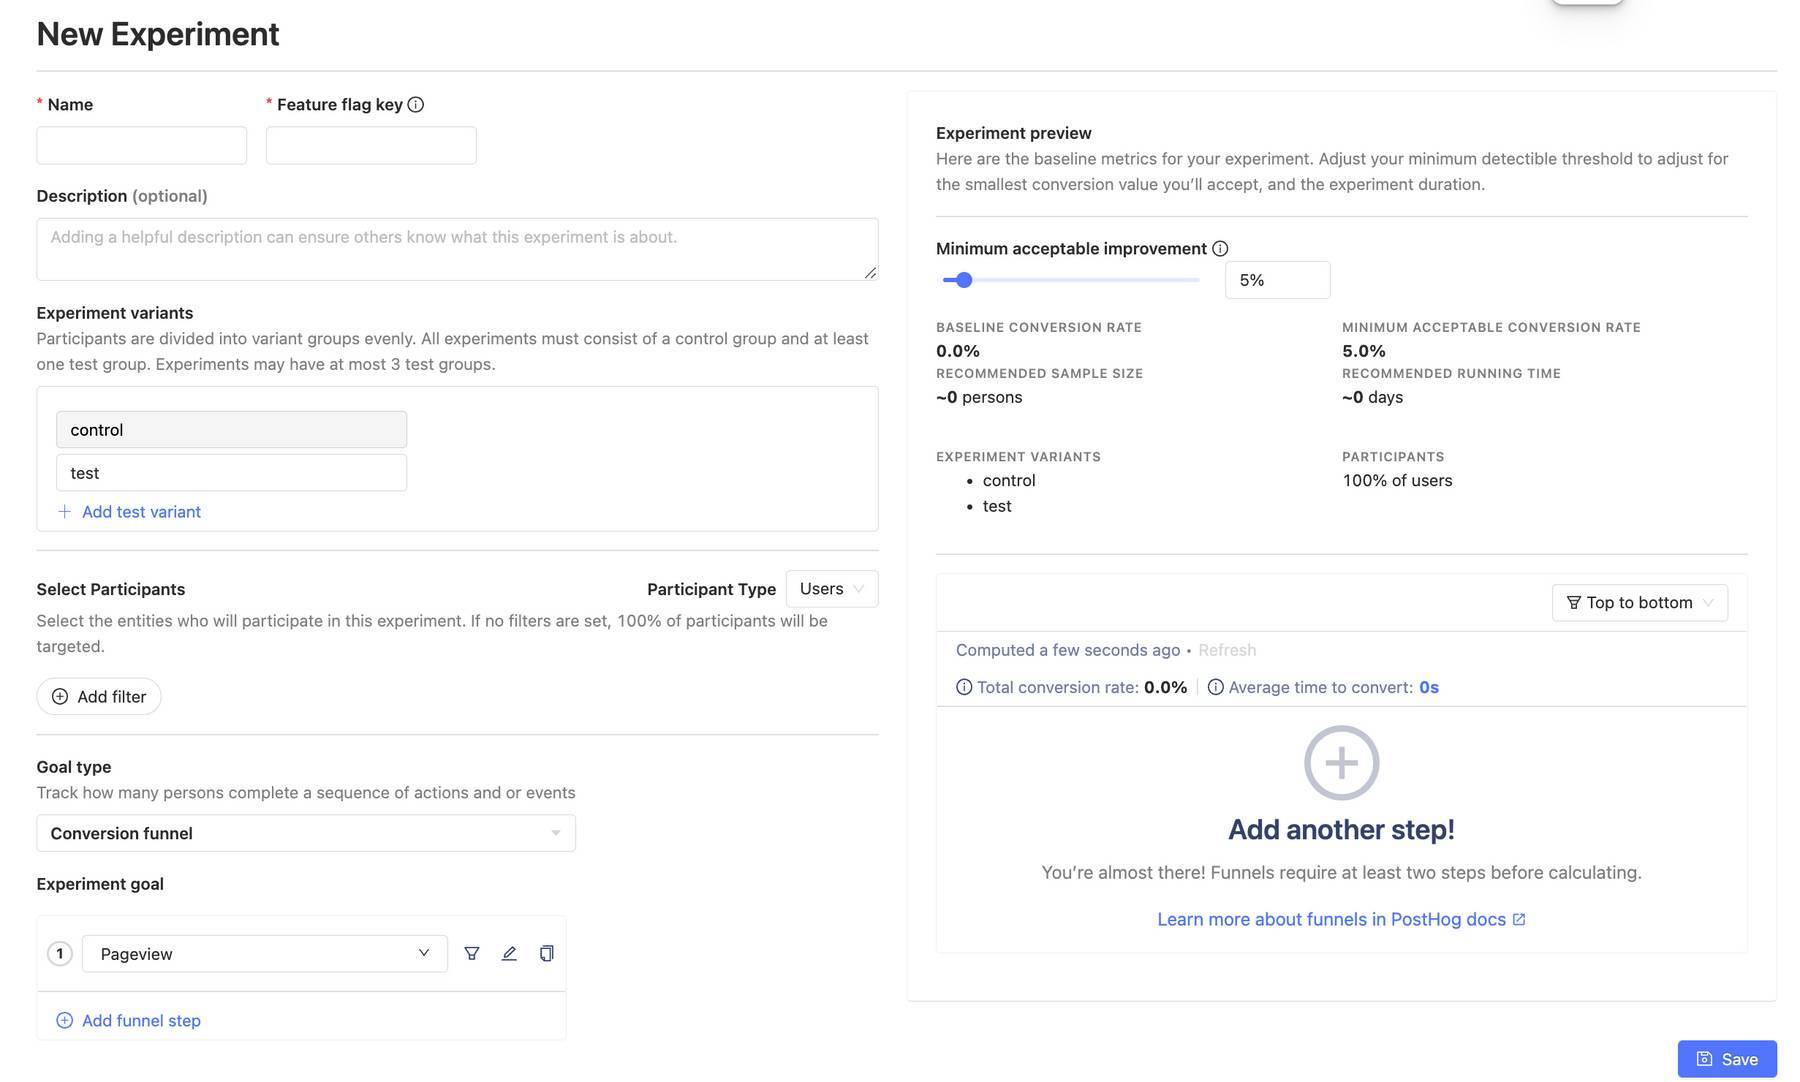 New Experiment
* Name
* Feature flag key
Description (optional)
Adding a helpful description can ensure others know what this experiment is about.
Experiment variants
Participants are divided into variant groups evenly. All experiments must consist of a control group and at least
one test group. Experiments may have at most 3 test groups.
control
test
+ Add test variant
Select Participants
Participant Type
Users
Select the entities who will participate in this experiment. If no filters are set, 100% of participants will be
targeted.
Add filter
Goal type
Track how many persons complete a sequence of actions and or events
Conversion funnel
Experiment goal
1
Pageview
Add funnel step
Experiment preview
Here are the baseline metrics for your experiment. Adjust your minimum detectible threshold to adjust for
the smallest conversion value you’ll accept, and the experiment duration.
Minimum acceptable improvement
5%
BASELINE CONVERSION RATE
0.0%
MINIMUM ACCEPTABLE CONVERSION RATE
5.0%
RECOMMENDED SAMPLE SIZE
~0 persons
RECOMMENDED RUNNING TIME
~0 days
EXPERIMENT VARIANTS
• control
• test
PARTICIPANTS
100% of users
Top to bottom
Computed a few seconds ago • Refresh
Total conversion rate: 0.0%
Average time to convert: 0s
Add another step!
You’re almost there! Funnels require at least two steps before calculating.
Learn more about funnels in PostHog docs
Save